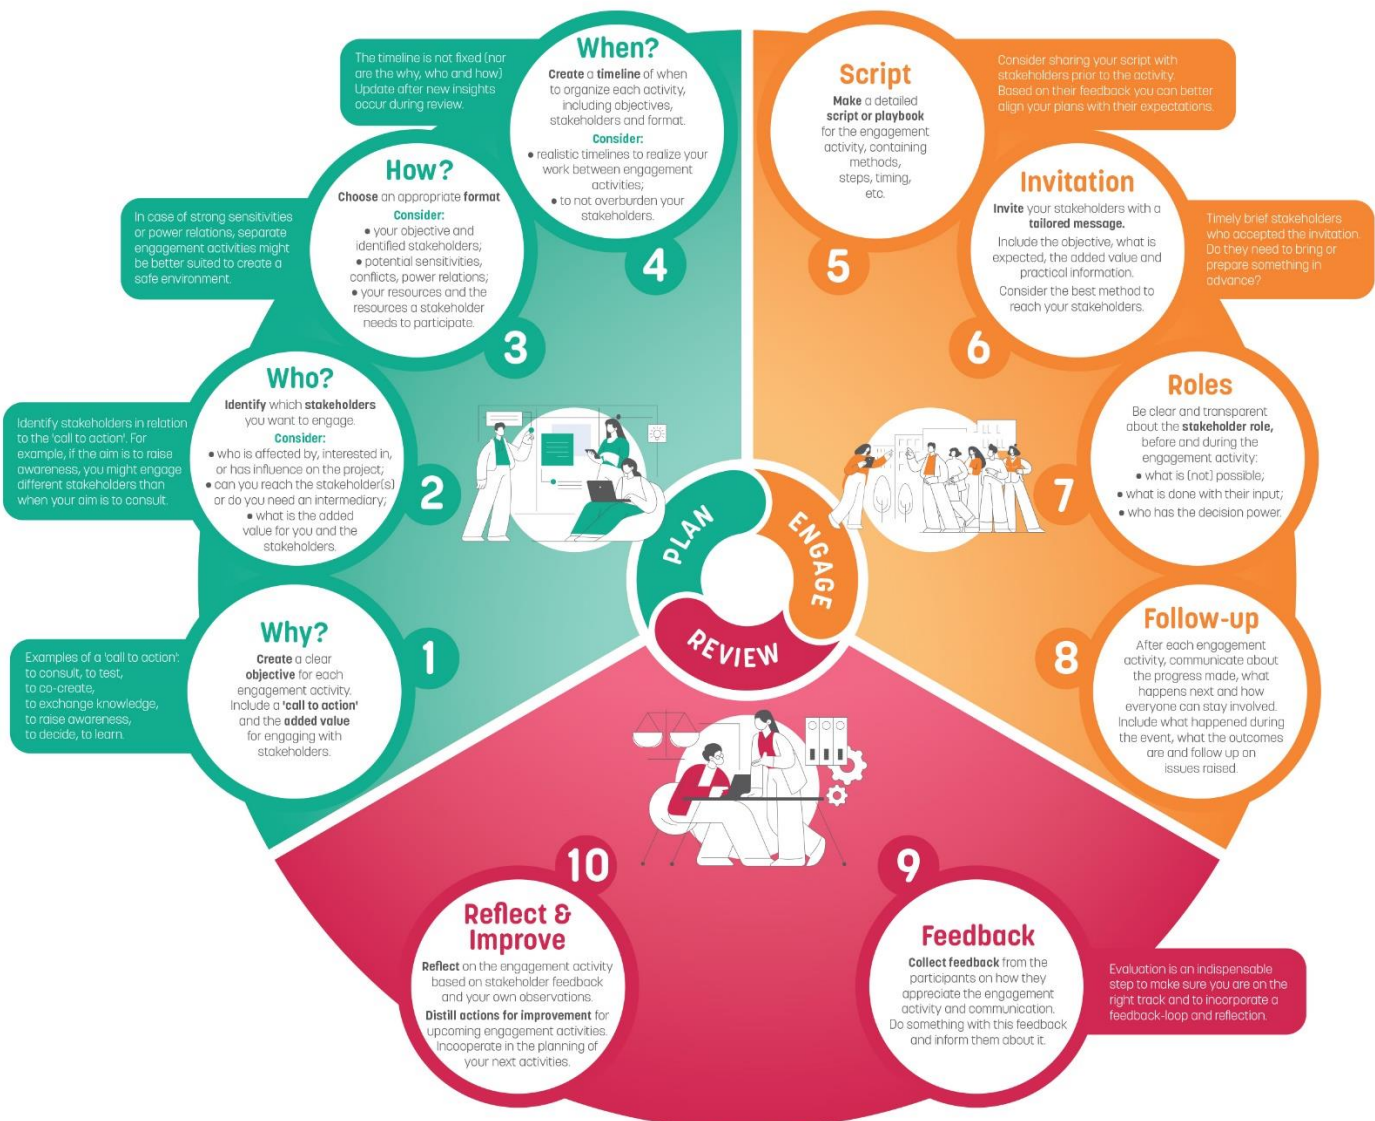 Why?
Create a clear
objective for each
engagement activity.
Include a 'call to action'
and the added value
for engaging with
stakeholders.
1
Examples of a 'call to action':
to consult, to test,
to co-create,
to exchange knowledge,
to raise awareness,
to decide, to learn.
Who?
Identify which stakeholders
you want to engage.
Consider:
• who is affected by, interested in,
or has influence on the project;
• can you reach the stakeholder(s)
or do you need an intermediary;
• what is the added
value for you and the
stakeholders.
2
Identify stakeholders in relation
to the 'call to action'. For
example, if the aim is to raise
awareness, you might engage
different stakeholders than
when your aim is to consult.
How?
Choose an appropriate format
Consider:
• your objective and
identified stakeholders;
• potential sensitivities,
conflicts, power relations;
• your resources and the
resources a stakeholder
needs to participate.
3
In case of strong sensitivities
or power relations, separate
engagement activities might
be better suited to create a
safe environment.
When?
Create a timeline of when
to organize each activity,
including objectives,
stakeholders and format.
Consider:
• realistic timelines to realize your
work between engagement
activities;
• to not overburden your
stakeholders.
4
The timeline is not fixed (nor
are the why, who and how)
Update after new insights
occur during review.
Script
Make a detailed
script or playbook
for the engagement
activity, containing
methods,
steps, timing,
etc.
5
Consider sharing your script with
stakeholders prior to the activity.
Based on their feedback you can better
align your plans with their expectations.
Invitation
Invite your stakeholders with a
tailored message.
Include the objective, what is
expected, the added value and
practical information.
Consider the best method to
reach your stakeholders.
6
Timely brief stakeholders
who accepted the invitation.
Do they need to bring or
prepare something in
advance?
Roles
Be clear and transparent
about the stakeholder role,
before and during the
engagement activity:
• what is (not) possible;
• what is done with their input;
• who has the decision power.
7
Follow-up
After each engagement
activity, communicate about
the progress made, what
happens next and how
everyone can stay involved.
Include what happened during
the event, what the outcomes
are and follow up on
issues raised.
8
Feedback
Collect feedback from the
participants on how they
appreciate the engagement
activity and communication.
Do something with this feedback
and inform them about it.
9
Evaluation is an indispensable
step to make sure you are on the
right track and to incorporate a
feedback-loop and reflection.
Reflect &
Improve
Reflect on the engagement activity
based on stakeholder feedback
and your own observations.
Distill actions for improvement for
upcoming engagement activities.
Incooperate in the planning of
your next activities.
10
PLAN
ENGAGE
REVIEW